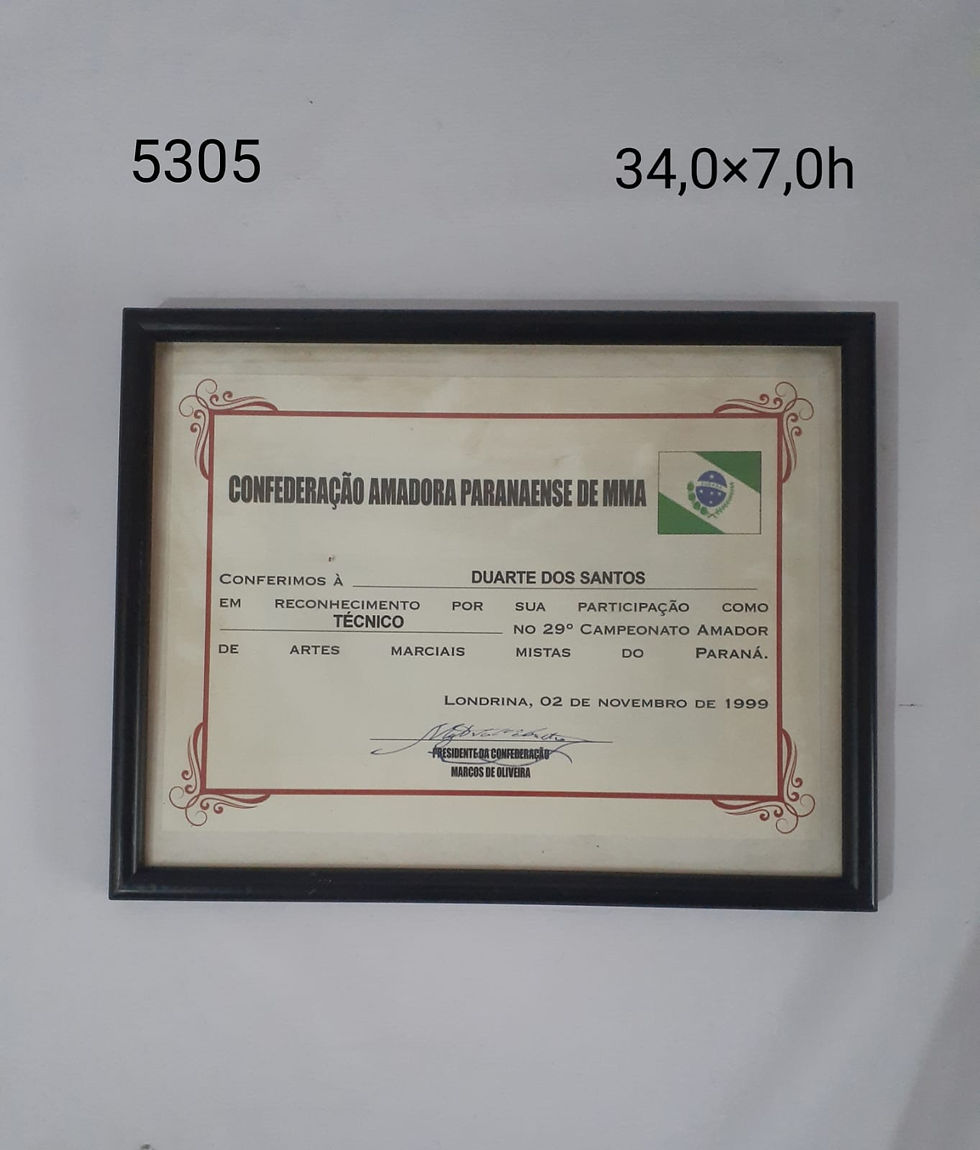 5305
34,0×7,0h
CONFEDERAÇÃO AMADORA PARANAENSE DE MMA
CONFERIMOS À DUARTE DOS SANTOS
EM RECONHECIMENTO POR SUA PARTICIPAÇÃO COMO
TÉCNICO NO 29º CAMPEONATO AMADOR
DE ARTES MARCIAIS MISTAS DO PARANÁ.
LONDRINA, 02 DE NOVEMBRO DE 1999
PRESIDENTE DA CONFEDERAÇÃO
MARCOS DE OLIVEIRA